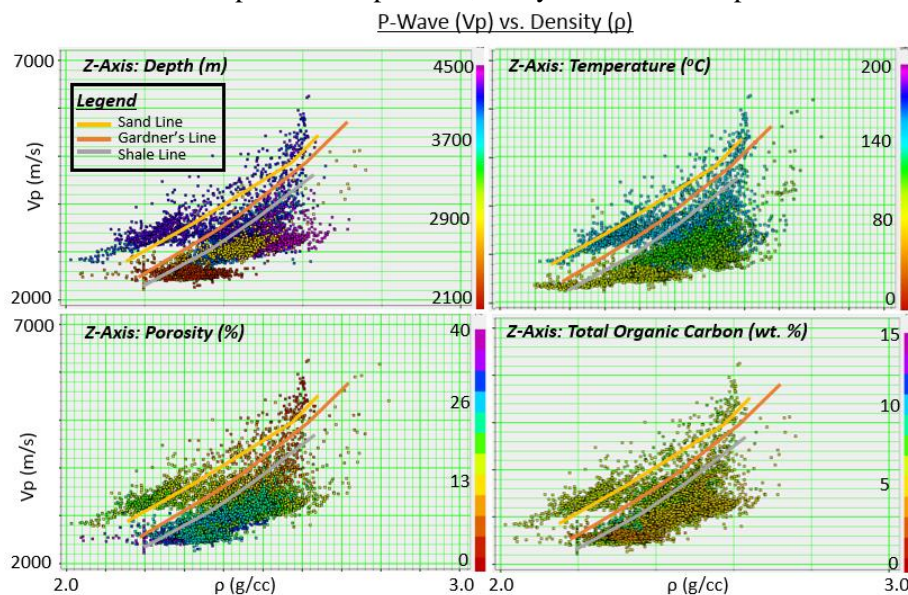 P-Wave (Vp) vs. Density (ρ)
7000
Z-Axis: Depth (m)
4500
Legend
Sand Line
Gardner's Line
Shale Line
3700
2900
2100
Vp (m/s)
2000
Z-Axis: Temperature (°C)
200
140
80
0
7000
Z-Axis: Porosity (%)
40
26
13
0
Vp (m/s)
2000
2.0
ρ (g/cc)
3.0
Z-Axis: Total Organic Carbon (wt. %)
15
10
5
0
2.0
ρ (g/cc)
3.0